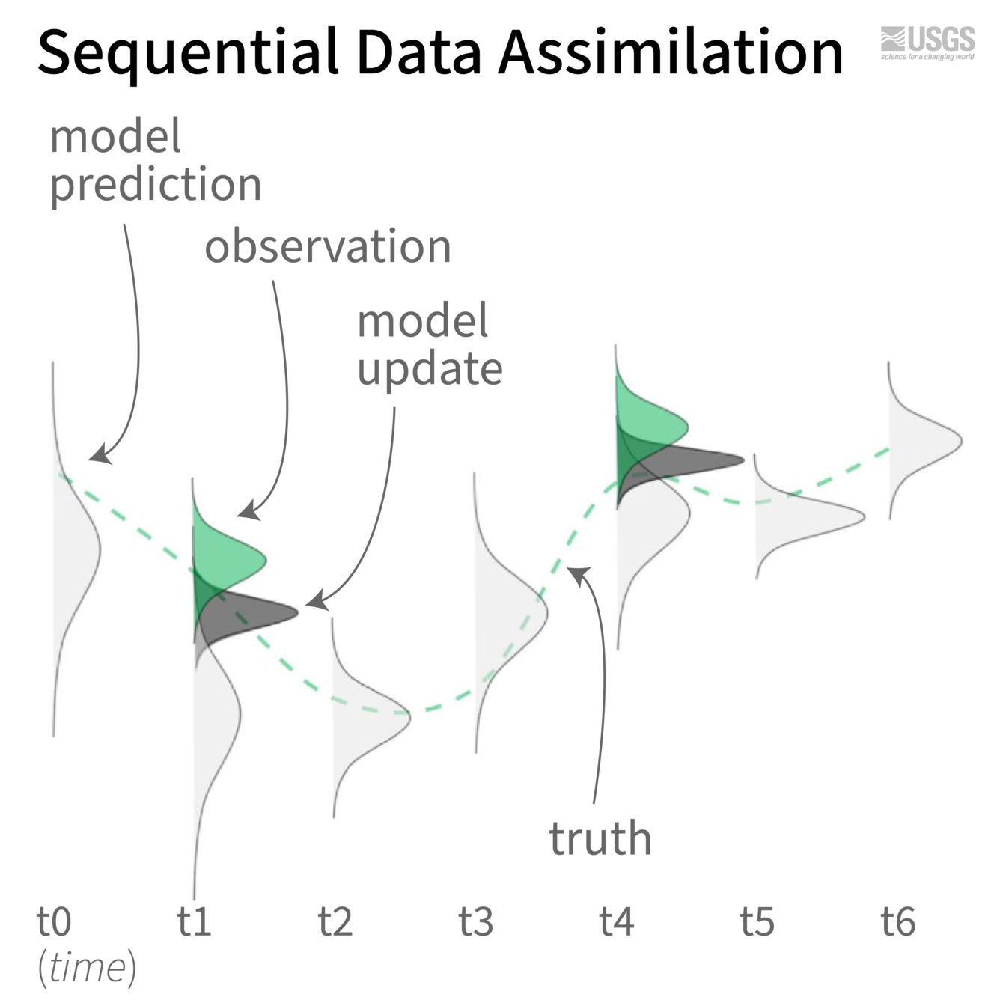 Sequential Data Assimilation
USGS
science for a changing world
model
prediction
observation
model
update
truth
t0 t1 t2 t3 t4 t5 t6
(time)